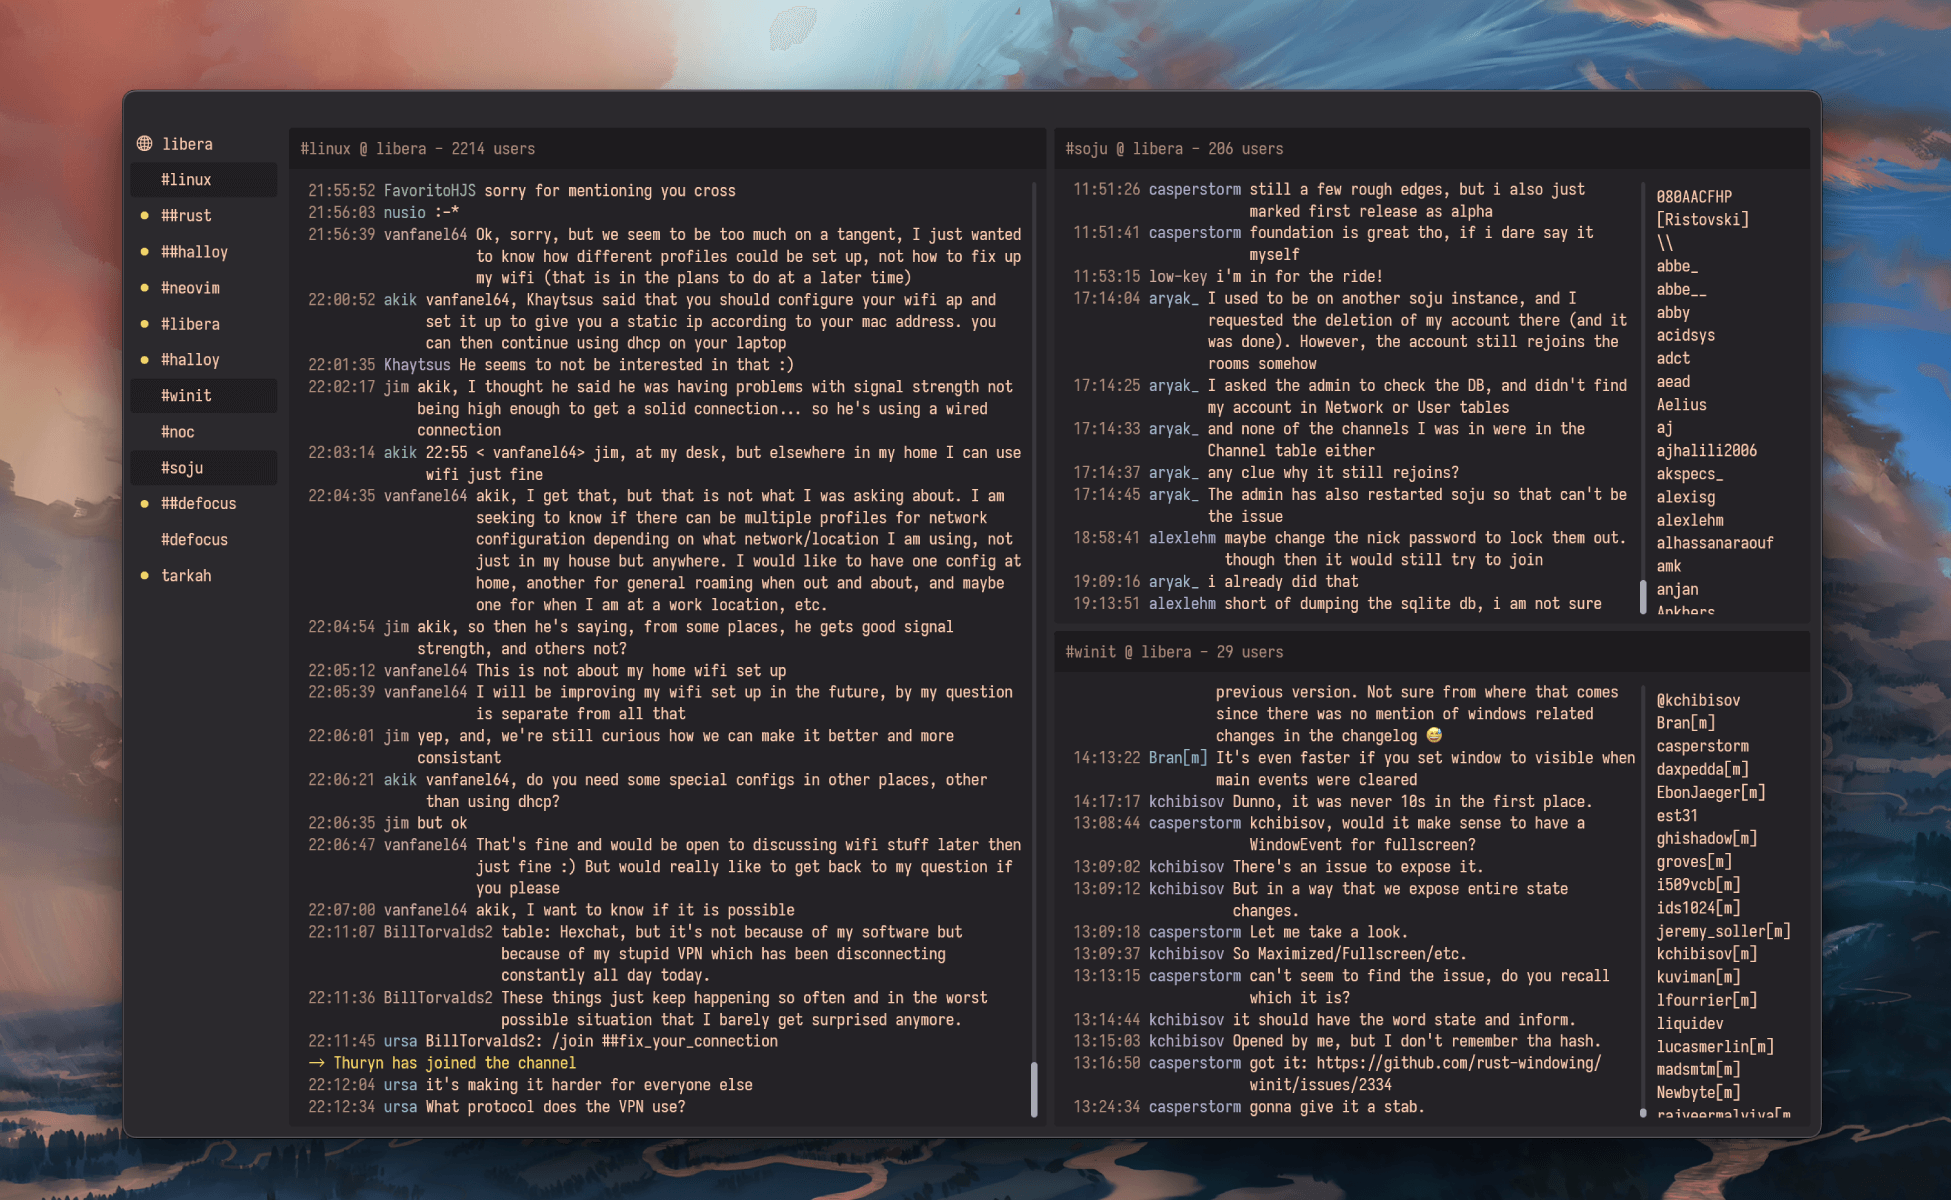 libera
#linux
##rust
##halloy
#neovim
#libera
#halloy
#winit
#noc
#soju
##defocus
#defocus
tarkah
#linux @ libera - 2214 users
21:55:52 FavoritoHJS sorry for mentioning you cross
21:56:03 nusio :-*
21:56:39 vanfanel64 Ok, sorry, but we seem to be too much on a tangent, I just wanted
to know how different profiles could be set up, not how to fix up
my wifi (that is in the plans to do at a later time)
22:00:52 akik vanfanel64, Khaytsus said that you should configure your wifi ap and
set it up to give you a static ip according to your mac address. you
can then continue using dhcp on your laptop
22:01:35 Khaytsus He seems to not be interested in that :)
22:02:17 jim akik, I thought he said he was having problems with signal strength not
being high enough to get a solid connection... so he's using a wired
connection
22:03:14 akik 22:55 < vanfanel64> jim, at my desk, but elsewhere in my home I can use
wifi just fine
22:04:35 vanfanel64 akik, I get that, but that is not what I was asking about. I am
seeking to know if there can be multiple profiles for network
configuration depending on what network/location I am using, not
just in my house but anywhere. I would like to have one config at
home, another for general roaming when out and about, and maybe
one for when I am at a work location, etc.
22:04:54 jim akik, so then he's saying, from some places, he gets good signal
strength, and others not?
22:05:12 vanfanel64 This is not about my home wifi set up
22:05:39 vanfanel64 I will be improving my wifi set up in the future, by my question
is separate from all that
22:06:01 jim yep, and, we're still curious how we can make it better and more
consistant
22:06:21 akik vanfanel64, do you need some special configs in other places, other
than using dhcp?
22:06:35 jim but ok
22:06:47 vanfanel64 That's fine and would be open to discussing wifi stuff later then
just fine :) But would really like to get back to my question if
you please
22:07:00 vanfanel64 akik, I want to know if it is possible
22:11:07 BillTorvalds2 table: Hexchat, but it's not because of my software but
because of my stupid VPN which has been disconnecting
constantly all day today.
22:11:36 BillTorvalds2 These things just keep happening so often and in the worst
possible situation that I barely get surprised anymore.
22:11:45 ursa BillTorvalds2: /join ##fix_your_connection
→ Thuryn has joined the channel
22:12:04 ursa it's making it harder for everyone else
22:12:34 ursa What protocol does the VPN use?
#soju @ libera - 206 users
11:51:26 casperstorm still a few rough edges, but i also just
marked first release as alpha
11:51:41 casperstorm foundation is great tho, if i dare say it
myself
11:53:15 low-key i'm in for the ride!
17:14:04 aryak_ I used to be on another soju instance, and I
requested the deletion of my account there (and it
was done). However, the account still rejoins the
rooms somehow
17:14:25 aryak_ I asked the admin to check the DB, and didn't find
my account in Network or User tables
17:14:33 aryak_ and none of the channels I was in were in the
Channel table either
17:14:37 aryak_ any clue why it still rejoins?
17:14:45 aryak_ The admin has also restarted soju so that can't be
the issue
18:58:41 alexlehm maybe change the nick password to lock them out.
though then it would still try to join
19:09:16 aryak_ i already did that
19:13:51 alexlehm short of dumping the sqlite db, i am not sure
080AACFHP
[Ristovski]
\\
abbe_
abbe__
abby
acidsys
adct
aead
Aelius
aj
ajhalili2006
akspecs_
alexisg
alexlehm
alhassanaraouf
amk
anjan
Ankhers
#winit @ libera - 29 users
previous version. Not sure from where that comes
since there was no mention of windows related
changes in the changelog 😅
14:13:22 Bran[m] It's even faster if you set window to visible when
main events were cleared
14:17:17 kchibisov Dunno, it was never 10s in the first place.
13:08:44 casperstorm kchibisov, would it make sense to have a
WindowEvent for fullscreen?
13:09:02 kchibisov There's an issue to expose it.
13:09:12 kchibisov But in a way that we expose entire state
changes.
13:09:18 casperstorm Let me take a look.
13:09:37 kchibisov So Maximized/Fullscreen/etc.
13:13:15 casperstorm can't seem to find the issue, do you recall
which it is?
13:14:44 kchibisov it should have the word state and inform.
13:15:03 kchibisov Opened by me, but I don't remember tha hash.
13:16:50 casperstorm got it: https://github.com/rust-windowing/
winit/issues/2334
13:24:34 casperstorm gonna give it a stab.
@kchibisov
Bran[m]
casperstorm
daxpedda[m]
EbonJaeger[m]
est31
ghishadow[m]
groves[m]
i509vcb[m]
ids1024[m]
jeremy_soller[m]
kchibisov[m]
kuviman[m]
lfourrier[m]
liquidev
lucasmerlin[m]
madsmtm[m]
Newbyte[m]
rajveermalviya[m